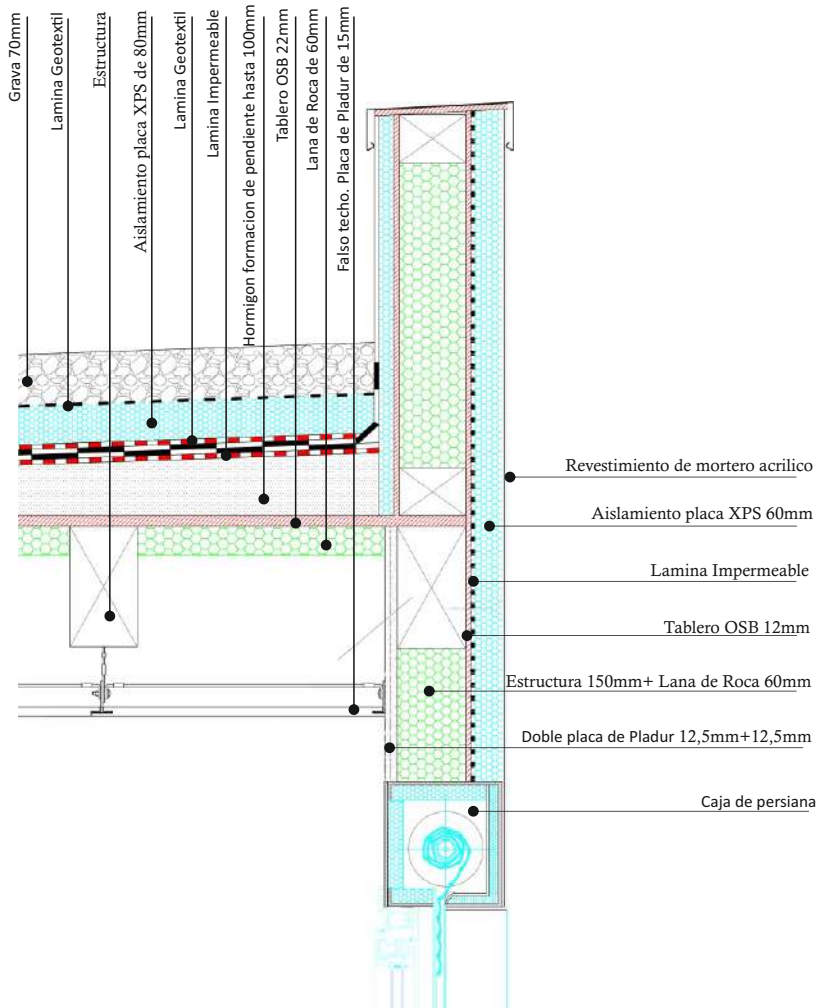 Grava 70mm
Lamina Geotextil
Estructura
Aislamiento placa XPS de 80mm
Lamina Geotextil
Lamina Impermeable
Hormigon formacion de pendiente hasta 100mm
Tablero OSB 22mm
Lana de Roca de 60mm
Falso techo. Placa de Pladur de 15mm
Revestimiento de mortero acrilico
Aislamiento placa XPS 60mm
Lamina Impermeable
Tablero OSB 12mm
Estructura 150mm+ Lana de Roca 60mm
Doble placa de Pladur 12,5mm+12,5mm
Caja de persiana